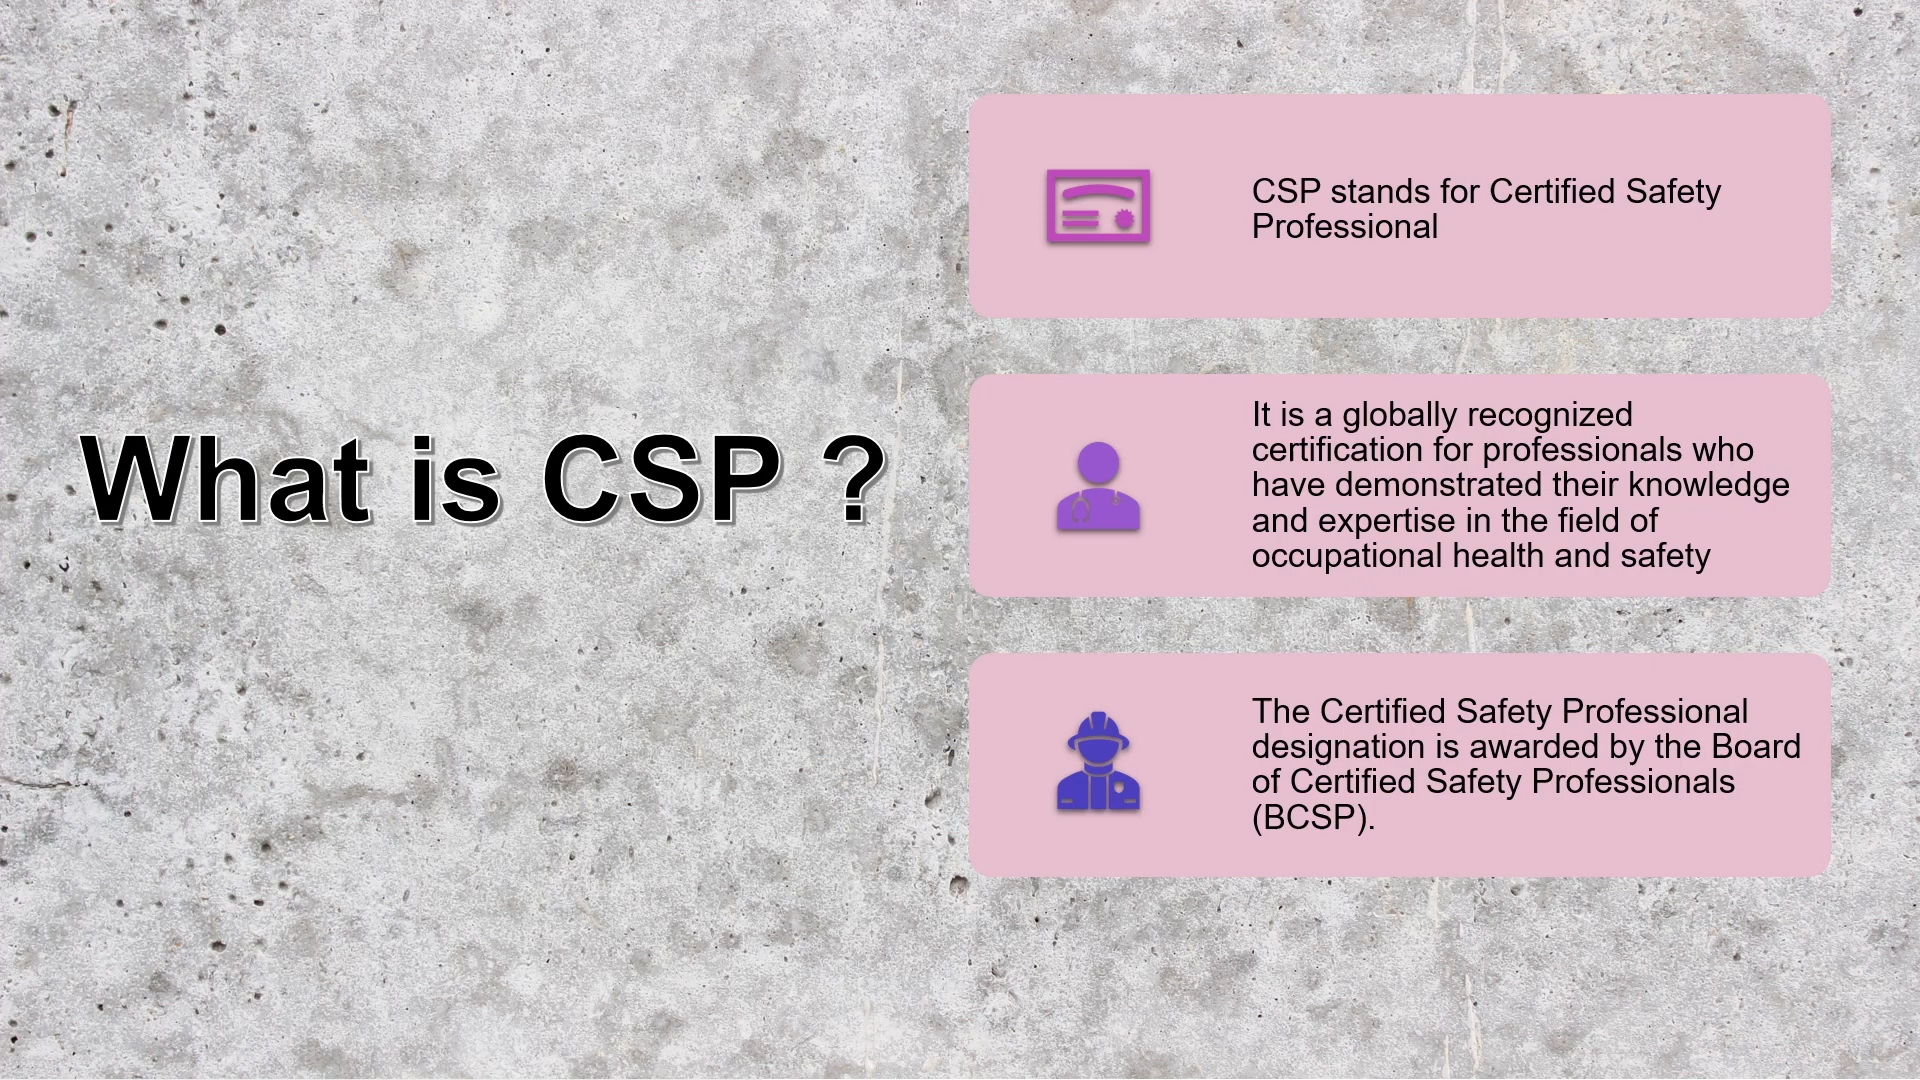 What is CSP ?
CSP stands for Certified Safety
Professional
It is a globally recognized
certification for professionals who
have demonstrated their knowledge
and expertise in the field of
occupational health and safety
The Certified Safety Professional
designation is awarded by the Board
of Certified Safety Professionals
(BCSP).